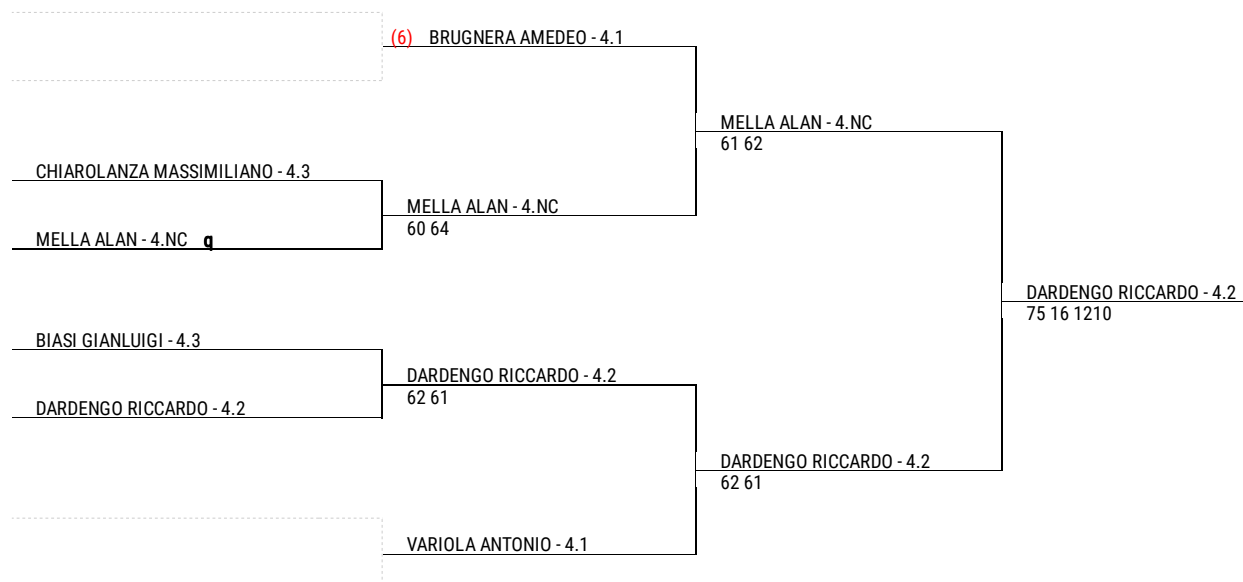 (6) BRUGNERA AMEDEO - 4.1
MELLA ALAN - 4.NC
61 62
CHIAROLANZA MASSIMILIANO - 4.3
MELLA ALAN - 4.NC
60 64
MELLA ALAN - 4.NC q
DARDENGO RICCARDO - 4.2
75 16 1210
BIASI GIANLUIGI - 4.3
DARDENGO RICCARDO - 4.2
62 61
DARDENGO RICCARDO - 4.2
DARDENGO RICCARDO - 4.2
62 61
VARIOLA ANTONIO - 4.1